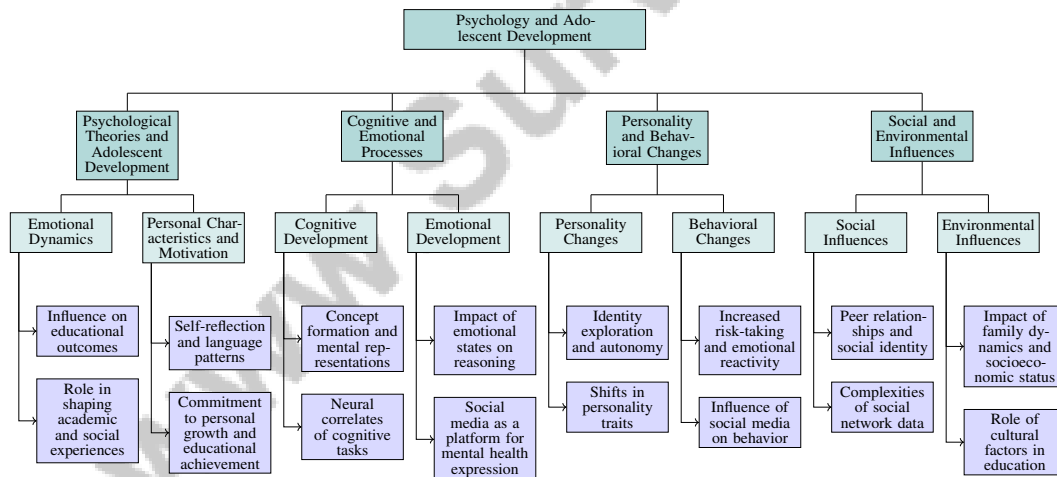 Psychology and Ado-
lescent Development
Psychological
Theories and
Adolescent
Development
Cognitive and
Emotional
Processes
Personality
and Behav-
ioral Changes
Social and
Environmental
Influences
Emotional
Dynamics
Personal Char-
acteristics and
Motivation
Cognitive
Development
Emotional
Development
Personality
Changes
Behavioral
Changes
Social
Influences
Environmental
Influences
Influence on
educational
outcomes
Role in
shaping
academic
and social
experiences
Self-reflection
and language
patterns
Commitment
to personal
growth and
educational
achievement
Concept
formation and
mental rep-
resentations
Neural
correlates
of cognitive
tasks
Impact of
emotional
states on
reasoning
Social
media as a
platform for
mental health
expression
Identity
exploration
and autonomy
Shifts in
personality
traits
Increased
risk-taking
and emotional
reactivity
Influence of
social media
on behavior
Peer relation-
ships and
social identity
Complexities
of social
network data
Impact of
family dy-
namics and
socioeco-
nomic status
Role of
cultural
factors in
education
www sur